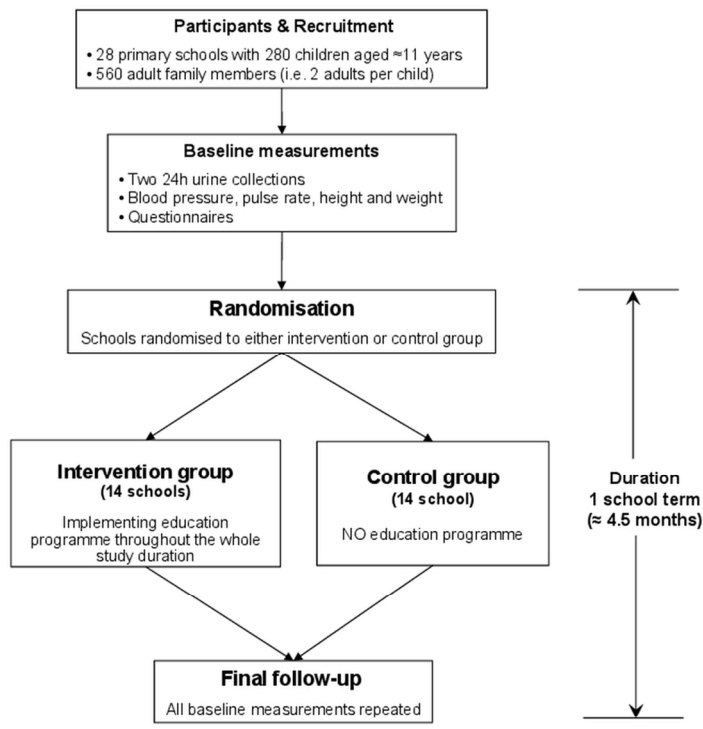 Participants & Recruitment
• 28 primary schools with 280 children aged ≈11 years
• 560 adult family members (i.e. 2 adults per child)
Baseline measurements
• Two 24h urine collections
• Blood pressure, pulse rate, height and weight
• Questionnaires
Randomisation
Schools randomised to either intervention or control group
Intervention group
(14 schools)
Implementing education
programme throughout the whole
study duration
Control group
(14 school)
NO education programme
Duration
1 school term
(≈ 4.5 months)
Final follow-up
All baseline measurements repeated